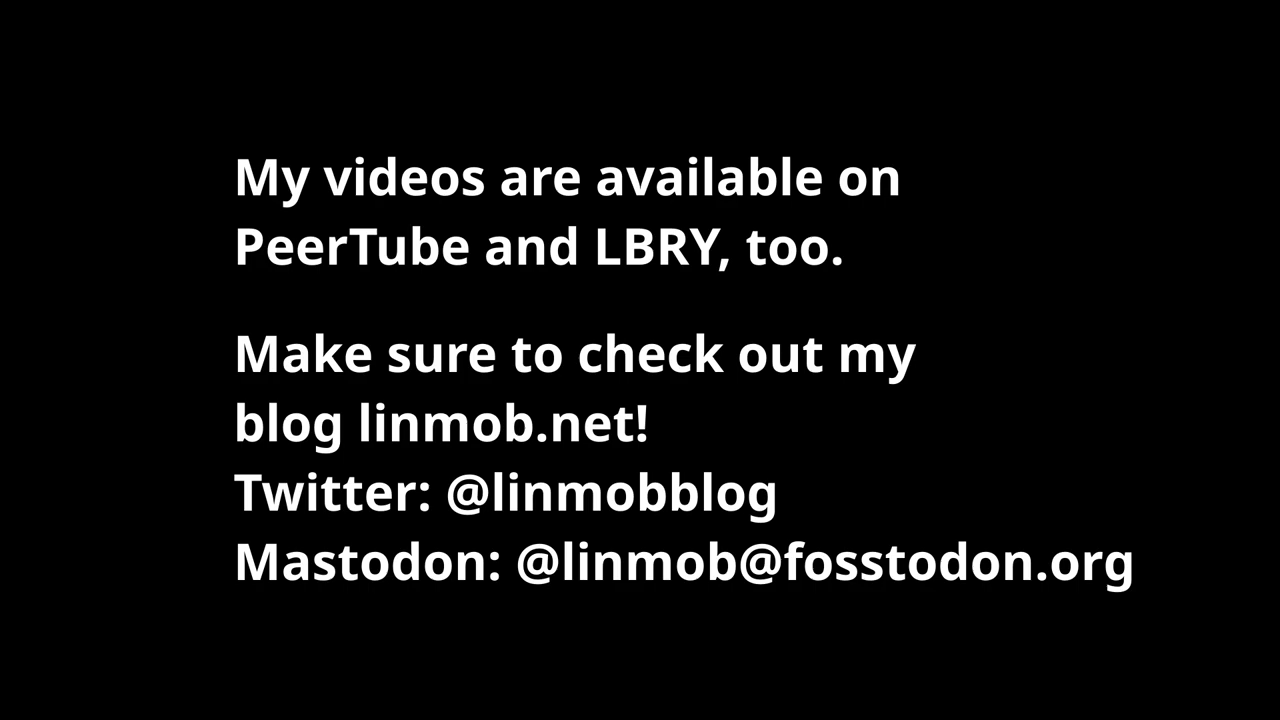 My videos are available on
PeerTube and LBRY, too.
Make sure to check out my
blog linmob.net!
Twitter: @linmobblog
Mastodon: @linmob@fosstodon.org